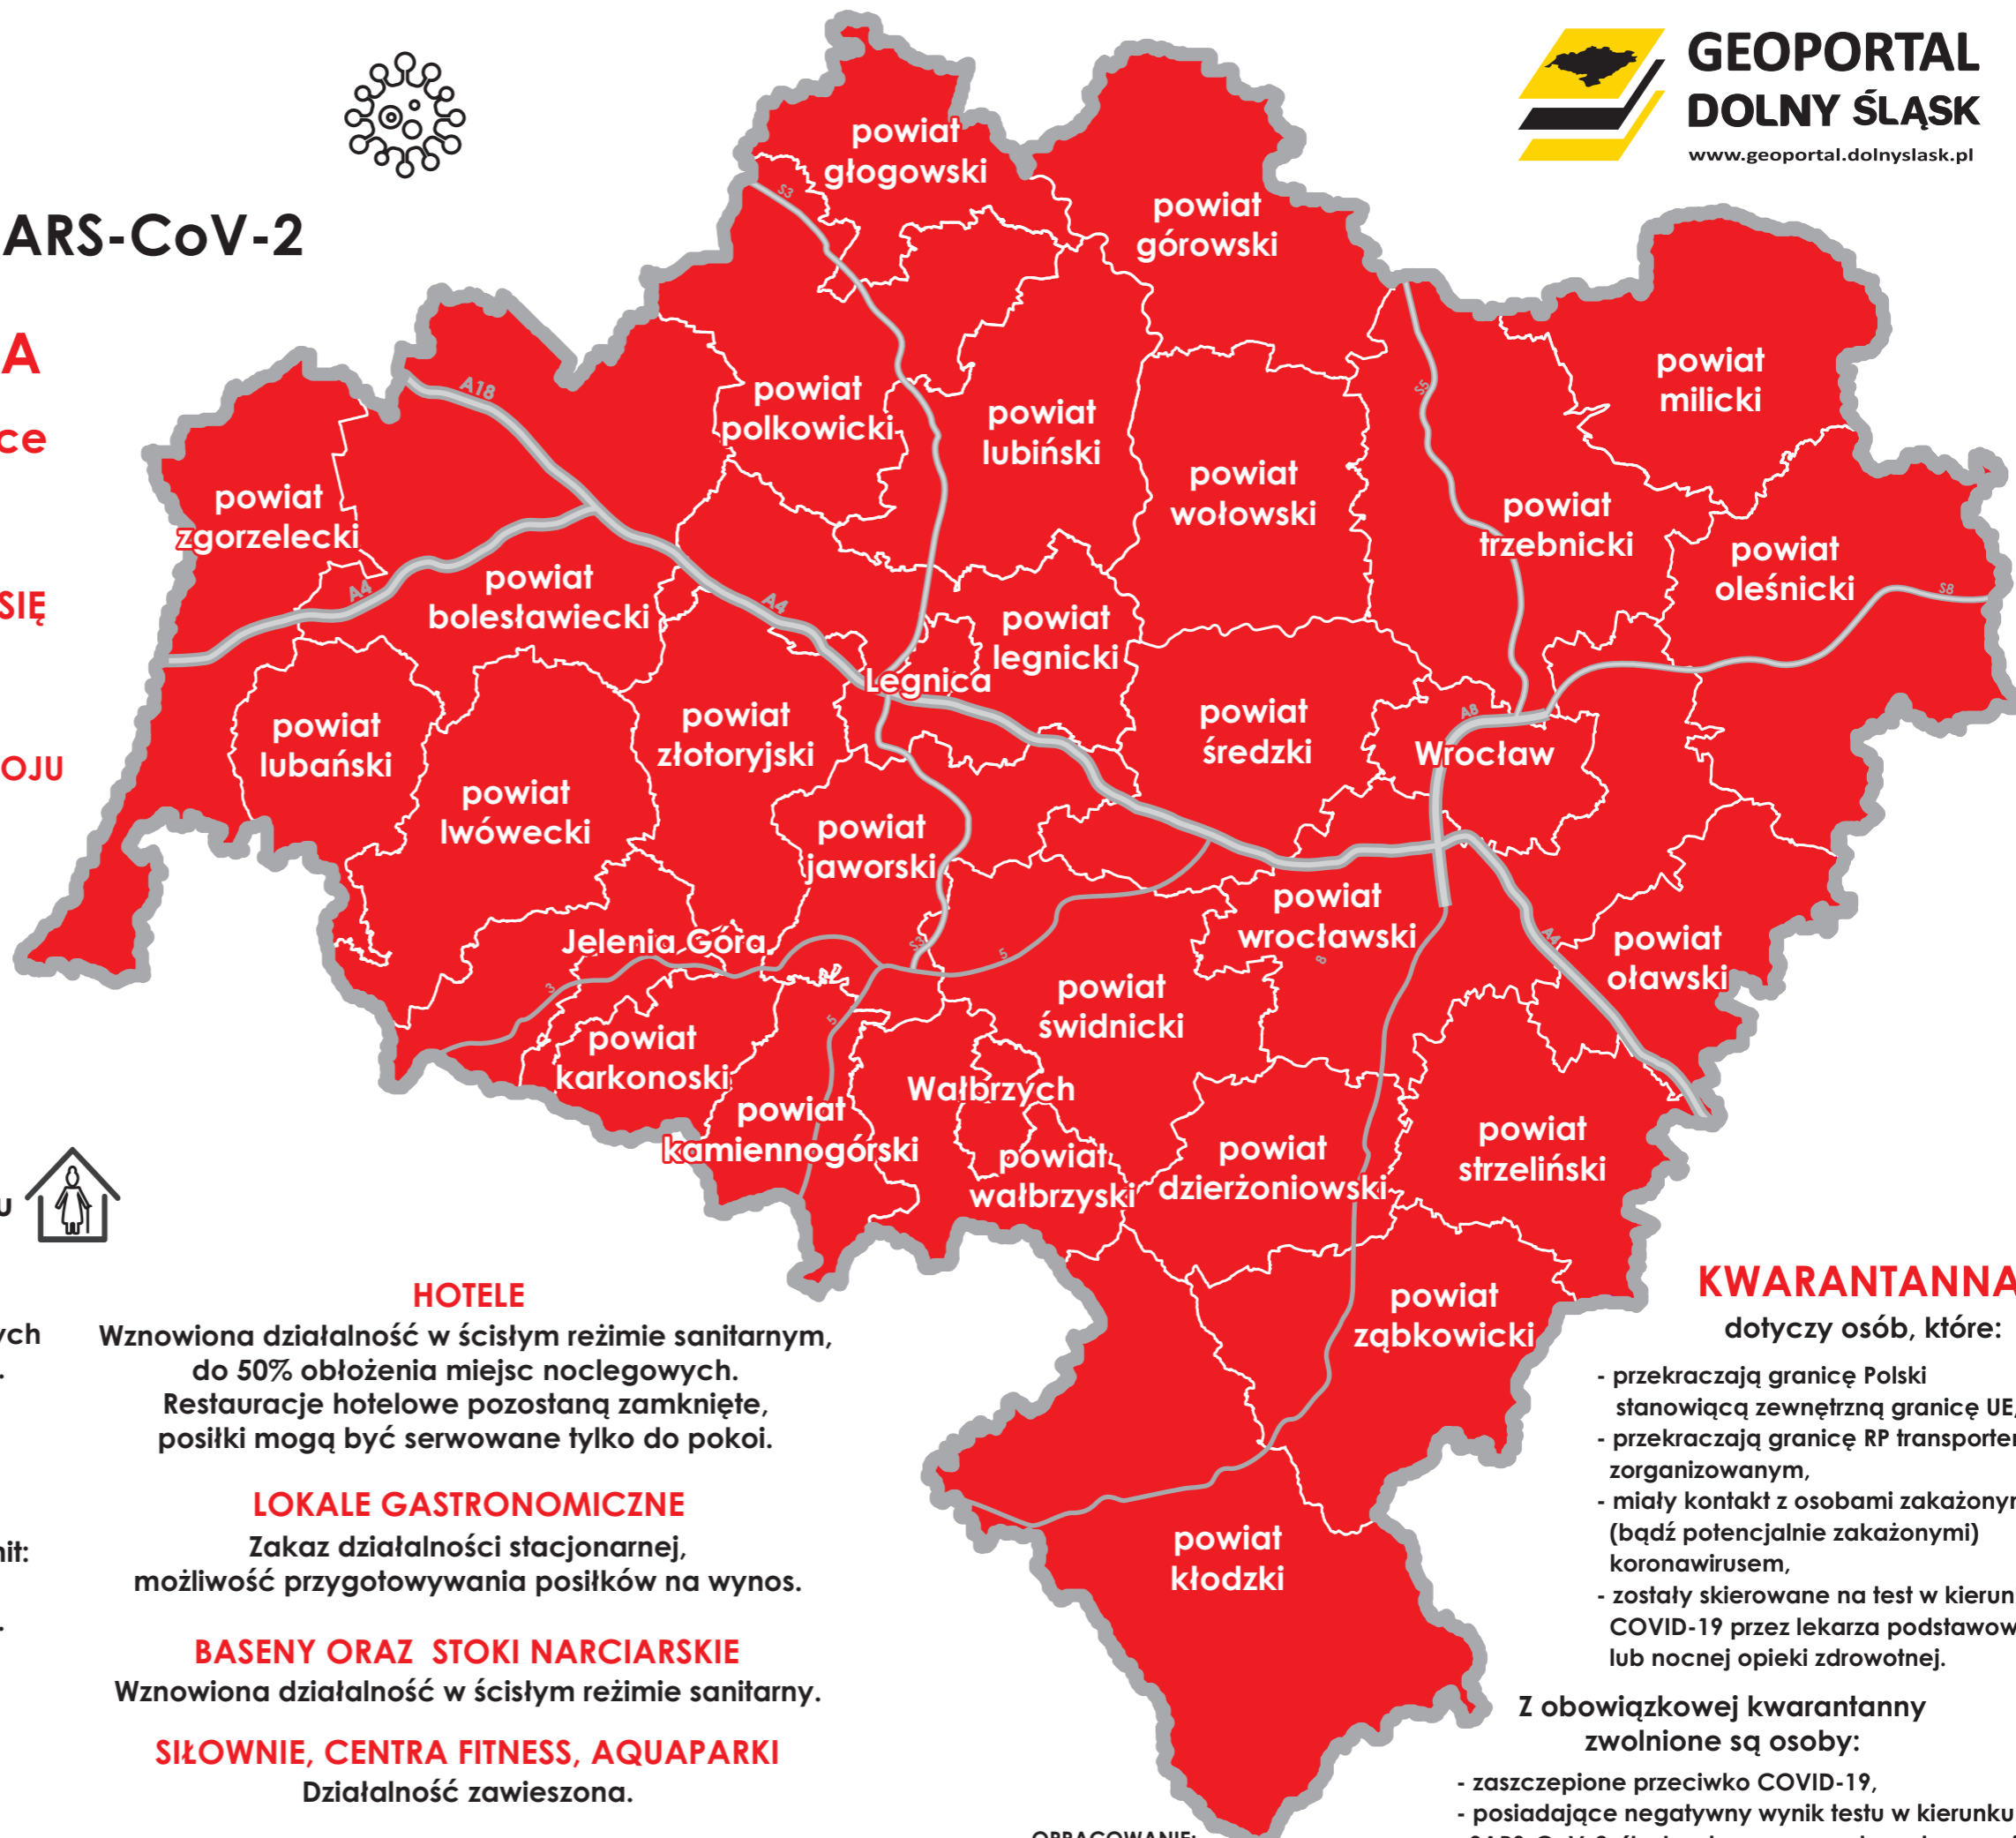 GEOPORTAL
DOLNY ŚLĄSK
www.geoportal.dolnyslask.pl
ARS-CoV-2
A
ce
SIĘ
OJU
u
ych
.
nit:
.
powiat
głogowski
powiat
górowski
powiat
milicki
powiat
polkowicki
powiat
lubiński
powiat
wołowski
powiat
trzebnicki
powiat
oleśnicki
powiat
zgorzelecki
powiat
bolesławiecki
powiat
legnicki
Legnica
powiat
lubański
powiat
złotoryjski
powiat
średzki
Wrocław
powiat
lwówecki
powiat
jaworski
powiat
wrocławski
powiat
oławski
Jelenia Góra
powiat
świdnicki
powiat
karkonoski
Wałbrzych
powiat
kamiennogórski
powiat
wałbrzyski
powiat
dzierżoniowski
powiat
strzeliński
powiat
ząbkowicki
powiat
kłodzki
S3
A18
A4
A4
S5
S8
A8
S3
5
3
5
8
A4
HOTELE
Wznowiona działalność w ścisłym reżimie sanitarnym,
do 50% obłożenia miejsc noclegowych.
Restauracje hotelowe pozostaną zamknięte,
posiłki mogą być serwowane tylko do pokoi.
LOKALE GASTRONOMICZNE
Zakaz działalności stacjonarnej,
możliwość przygotowywania posiłków na wynos.
BASENY ORAZ STOKI NARCIARSKIE
Wznowiona działalność w ścisłym reżimie sanitarny.
SIŁOWNIE, CENTRA FITNESS, AQUAPARKI
Działalność zawieszona.
KWARANTANNA
dotyczy osób, które:
- przekraczają granicę Polski
stanowiącą zewnętrzną granicę UE,
- przekraczają granicę RP transporte
zorganizowanym,
- miały kontakt z osobami zakażony
(bądź potencjalnie zakażonymi)
koronawirusem,
- zostały skierowane na test w kierun
COVID-19 przez lekarza podstawow
lub nocnej opieki zdrowotnej.
Z obowiązkowej kwarantanny
zwolnione są osoby:
- zaszczepione przeciwko COVID-19,
- posiadające negatywny wynik testu w kierunku
OPRACOWANIE: